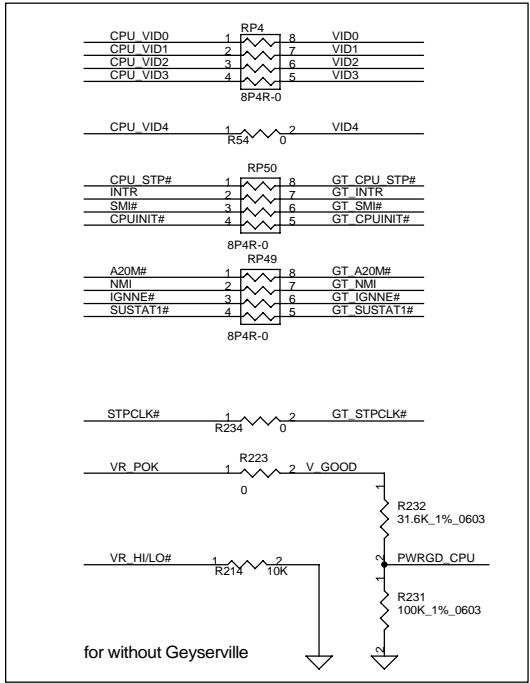 RP4
CPU_VID0 1 8 VID0
CPU_VID1 2 7 VID1
CPU_VID2 3 6 VID2
CPU_VID3 4 5 VID3
8P4R-0
CPU_VID4 1 2 VID4
R54 0
RP50
CPU_STP# 1 8 GT_CPU_STP#
INTR 2 7 GT_INTR
SMI# 3 6 GT_SMI#
CPUINIT# 4 5 GT_CPUINIT#
8P4R-0
RP49
A20M# 1 8 GT_A20M#
NMI 2 7 GT_NMI
IGNNE# 3 6 GT_IGNNE#
SUSTAT1# 4 5 GT_SUSTAT1#
8P4R-0
STPCLK# 1 2 GT_STPCLK#
R234 0
R223
VR_POK 1 2 V_GOOD
0
1
R232
31.6K_1%_0603
2
VR_HI/LO# 1 2 PWRGD_CPU
R214 10K
1
R231
100K_1%_0603
2
for without Geyserville